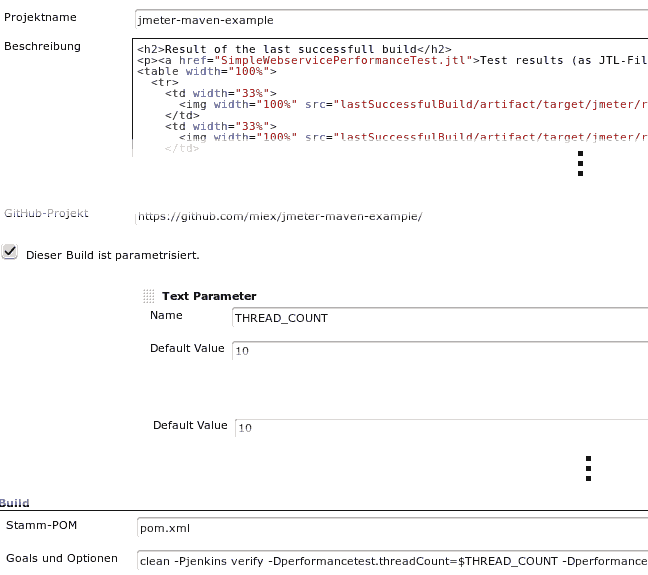 Projektname jmeter-maven-example
Beschreibung <h2>Result of the last successfull build</h2>
<p><a href="SimpleWebservicePerformanceTest.jtl">Test results (as JTL-Fil
<table width="100%">
<tr>
<td width="33%">
<img width="100%" src="lastSuccessfulBuild/artifact/target/jmeter/r
</td>
<td width="33%">
<img width="100%" src="lastSuccessfulBuild/artifact/target/jmeter/r
</td>
GitHub-Projekt https://github.com/miex/jmeter-maven-example/
Dieser Build ist parametrisiert.
Text Parameter
Name THREAD_COUNT
Default Value 10
Default Value 10
Build
Stamm-POM pom.xml
Goals und Optionen clean -Pjenkins verify -Dperformancetest.threadCount=$THREAD_COUNT -Dperformance